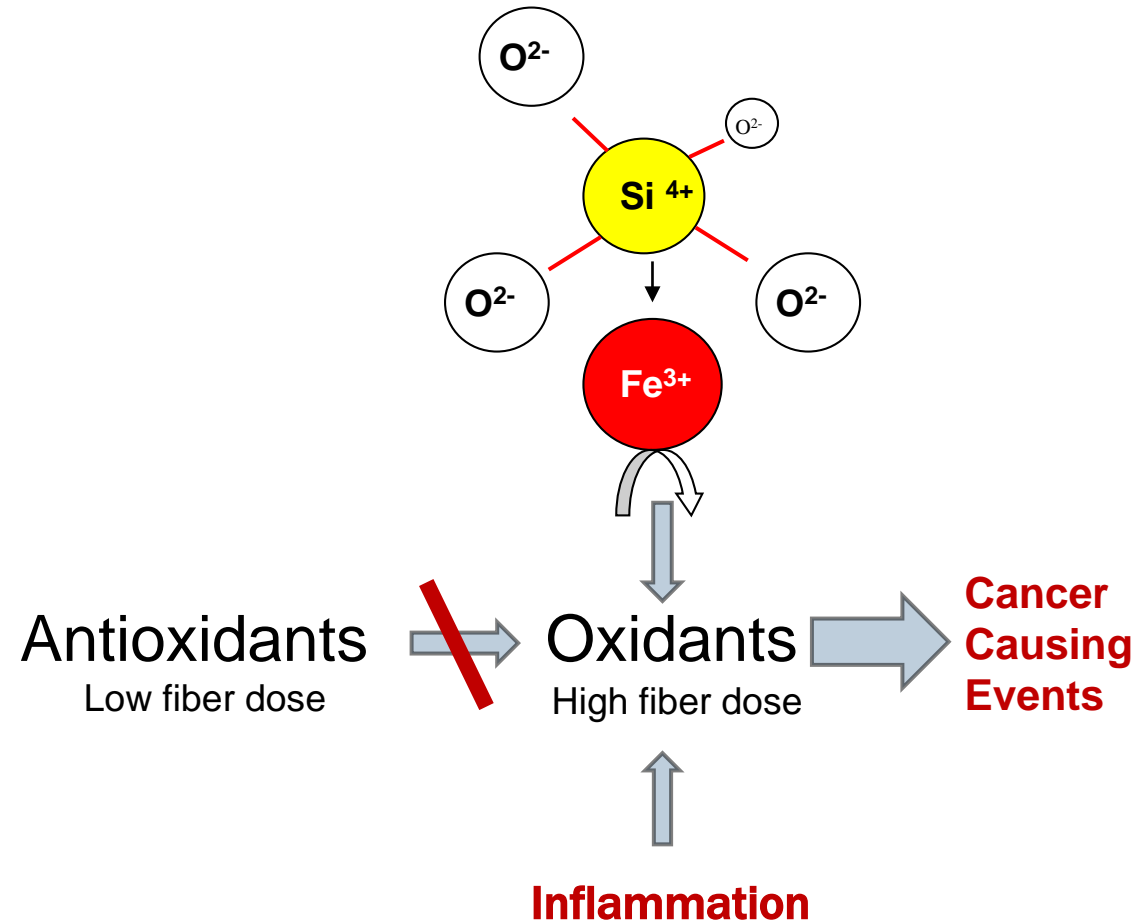 O²⁻
O²⁻
Si ⁴⁺
O²⁻
O²⁻
Fe³⁺
Antioxidants
Low fiber dose
Oxidants
High fiber dose
Cancer
Causing
Events
Inflammation